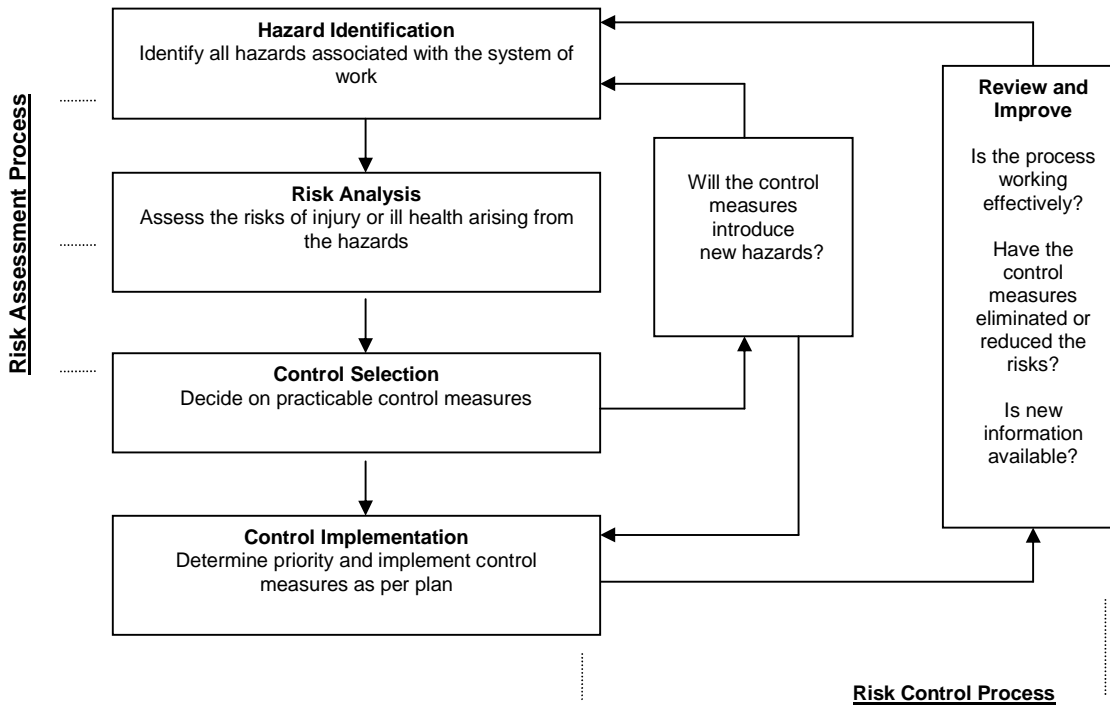 Hazard Identification
Identify all hazards associated with the system of
work
Risk Assessment Process
Risk Analysis
Assess the risks of injury or ill health arising from
the hazards
Control Selection
Decide on practicable control measures
Control Implementation
Determine priority and implement control
measures as per plan
Will the control
measures
introduce
new hazards?
Review and
Improve
Is the process
working
effectively?
Have the
control
measures
eliminated or
reduced the
risks?
Is new
information
available?
Risk Control Process